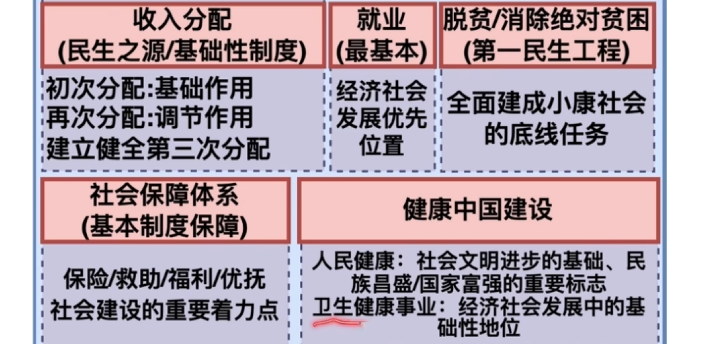 收入分配
(民生之源/基础性制度)
初次分配:基础作用
再次分配:调节作用
建立健全第三次分配
就业
(最基本)
经济社会
发展优先
位置
脱贫/消除绝对贫困
(第一民生工程)
全面建成小康社会
的底线任务
社会保障体系
(基本制度保障)
保险/救助/福利/优抚
社会建设的重要着力点
健康中国建设
人民健康：社会文明进步的基础、民
族昌盛/国家富强的重要标志
卫生健康事业：经济社会发展中的基
础性地位